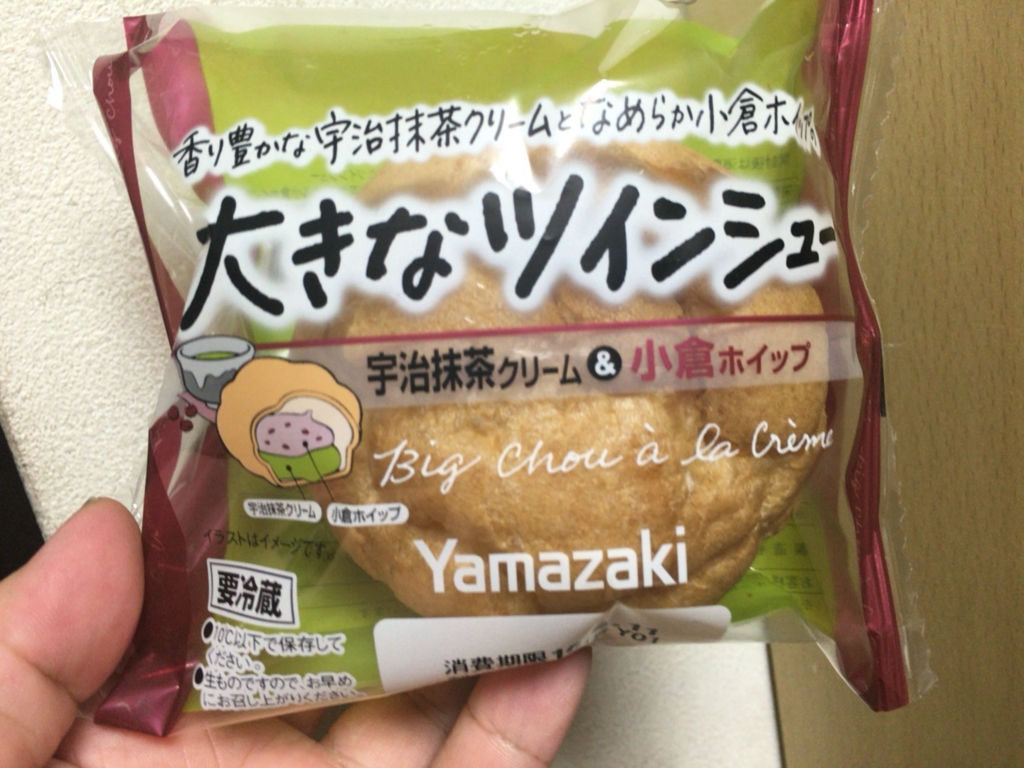 香り豊かな宇治抹茶クリームとなめらか小倉ホイップの
大きなツインシュー
宇治抹茶クリーム&小倉ホイップ
Big Chou à la Crème
宇治抹茶クリーム 小倉ホイップ
イラストはイメージです。
Yamazaki
要冷蔵
●10℃以下で保存して
ください。
●生ものですので、お早め
にお召し上がりください。
消費期限